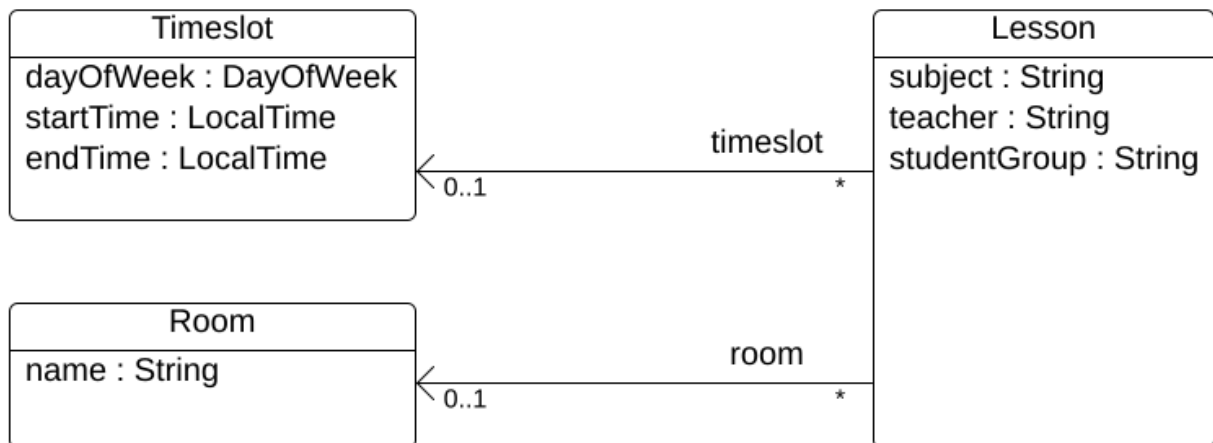 Timeslot
dayOfWeek : DayOfWeek
startTime : LocalTime
endTime : LocalTime
Lesson
subject : String
teacher : String
studentGroup : String
timeslot
0..1
*
Room
name : String
room
0..1
*